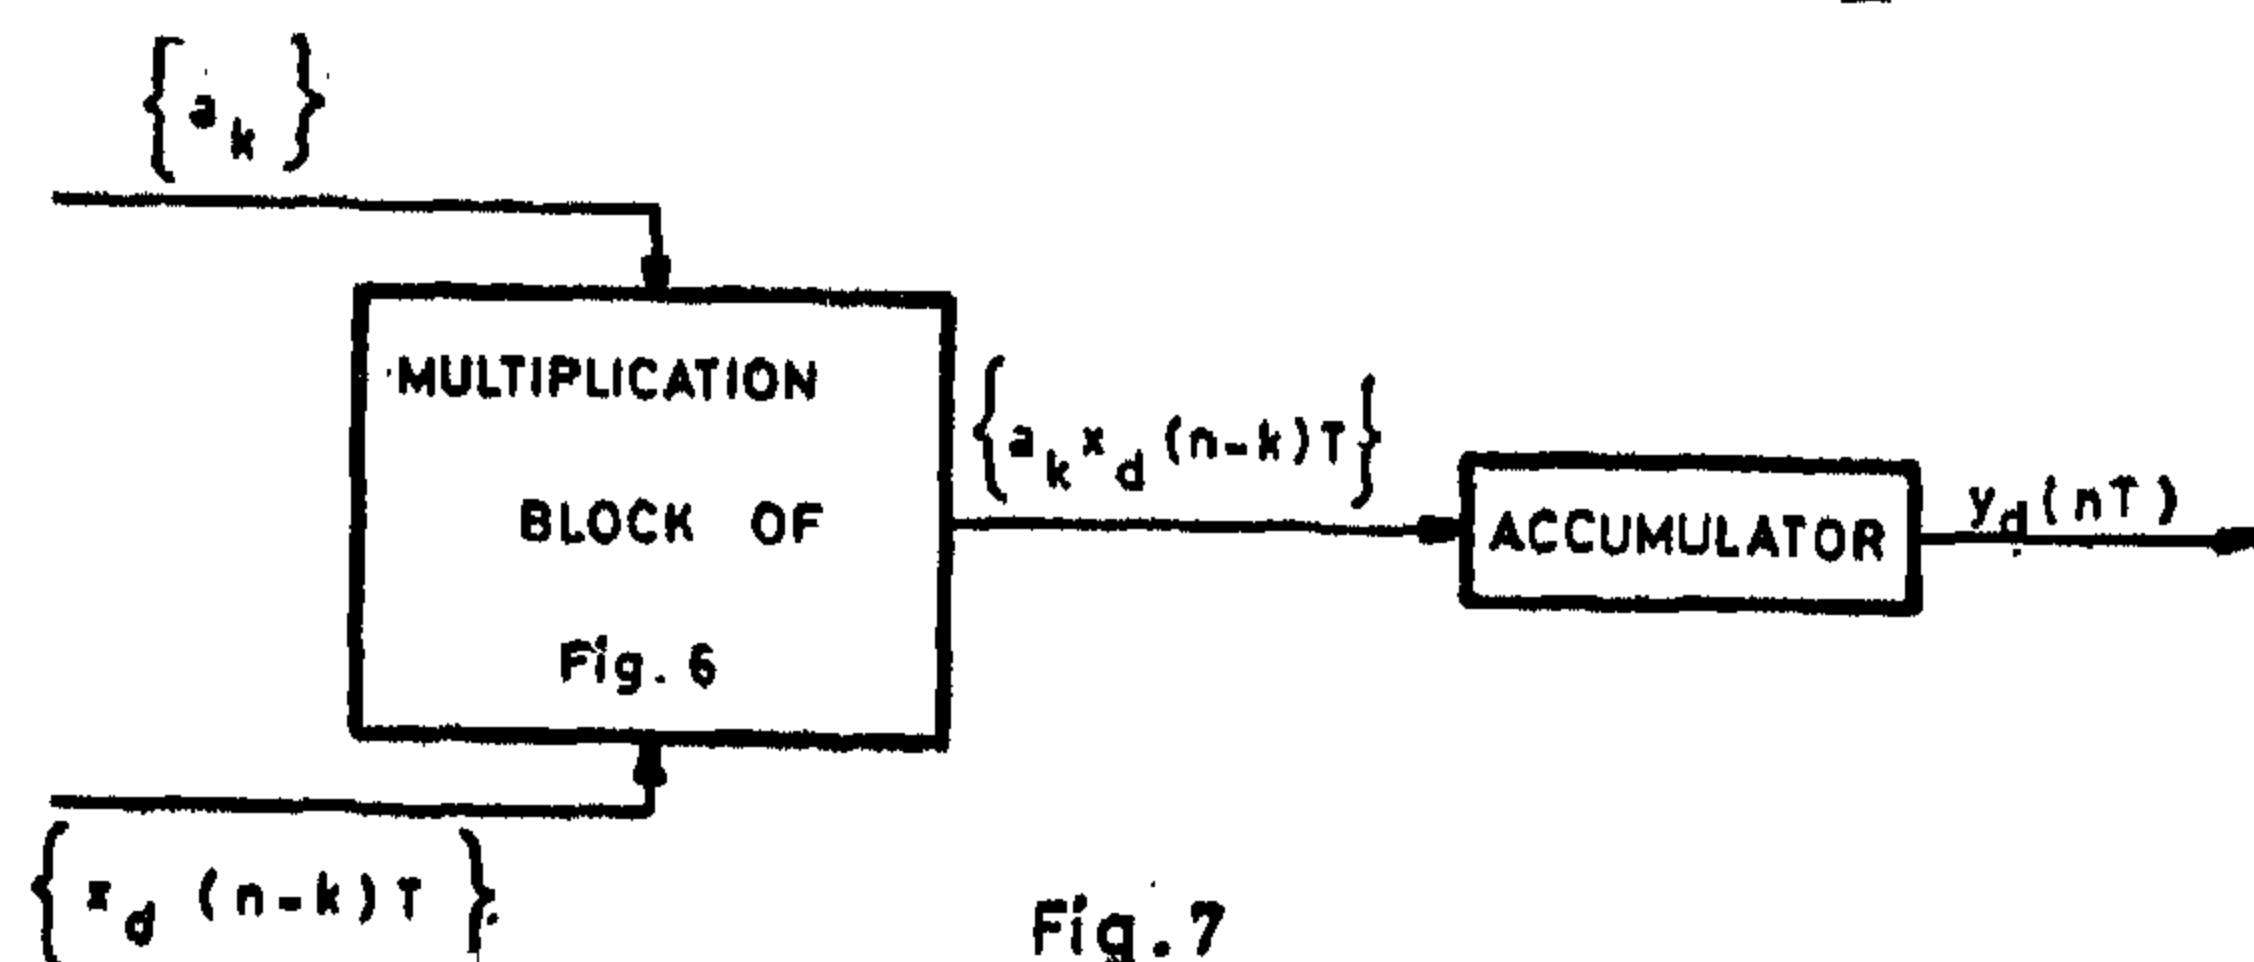 {a_k}
MULTIPLICATION
BLOCK OF
Fig. 6
{a_k x_d (n-k)T}
ACCUMULATOR
y_d(nT)
{x_d (n-k)T}
Fig. 7